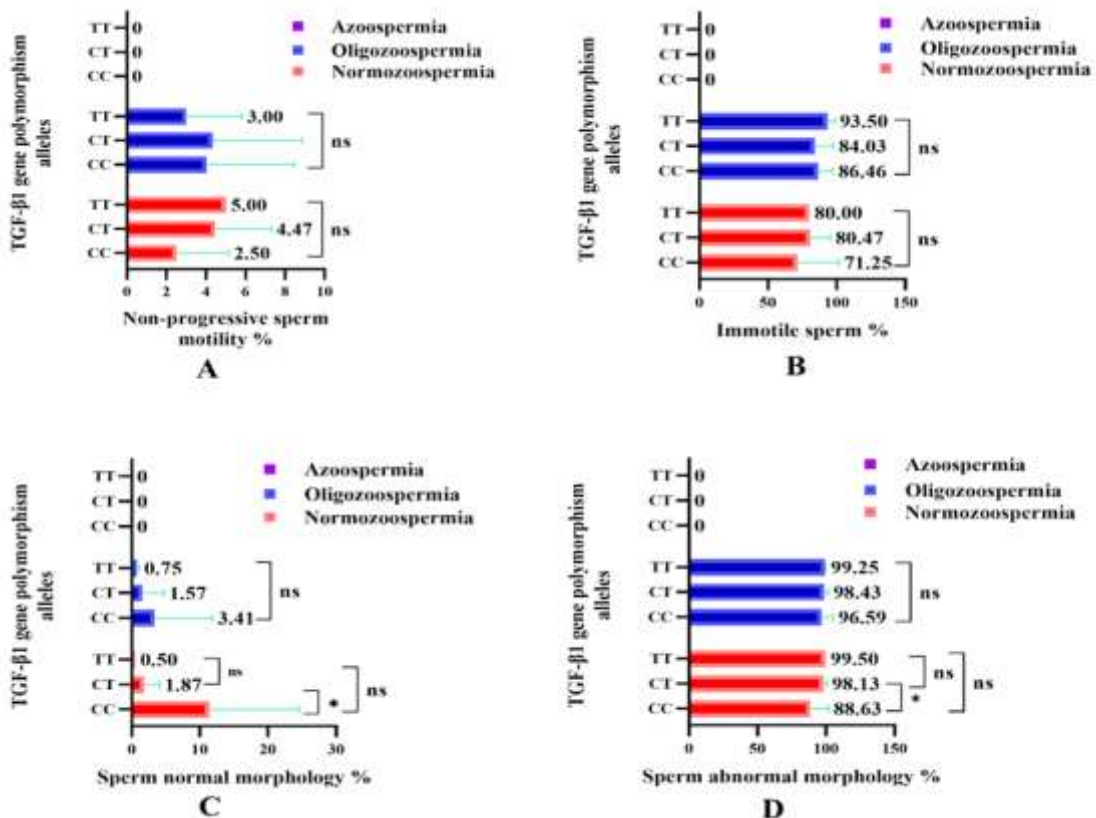 TGF-β1 gene polymorphism
alleles
TT 0
CT 0
CC 0
TT 3.00
CT
CC
ns
TT 5.00
CT 4.47
CC 2.50
ns
Azoospermia
Oligozoospermia
Normozoospermia
0 2 4 6 8 10
Non-progressive sperm
motility %
A
TGF-β1 gene polymorphism
alleles
TT 0
CT 0
CC 0
TT 93.50
CT 84.03
CC 86.46
ns
TT 80.00
CT 80.47
CC 71.25
ns
Azoospermia
Oligozoospermia
Normozoospermia
0 50 100 150
Immotile sperm %
B
TGF-β1 gene polymorphism
alleles
TT 0
CT 0
CC 0
TT 0.75
CT 1.57
CC 3.41
ns
TT 0.50
CT 1.87
CC
ns
*
ns
Azoospermia
Oligozoospermia
Normozoospermia
0 10 20 30
Sperm normal morphology %
C
TGF-β1 gene polymorphism
alleles
TT 0
CT 0
CC 0
TT 99.25
CT 98.43
CC 96.59
ns
TT 99.50
CT 98.13
CC 88.63
ns
*
ns
Azoospermia
Oligozoospermia
Normozoospermia
0 50 100 150
Sperm abnormal morphology %
D